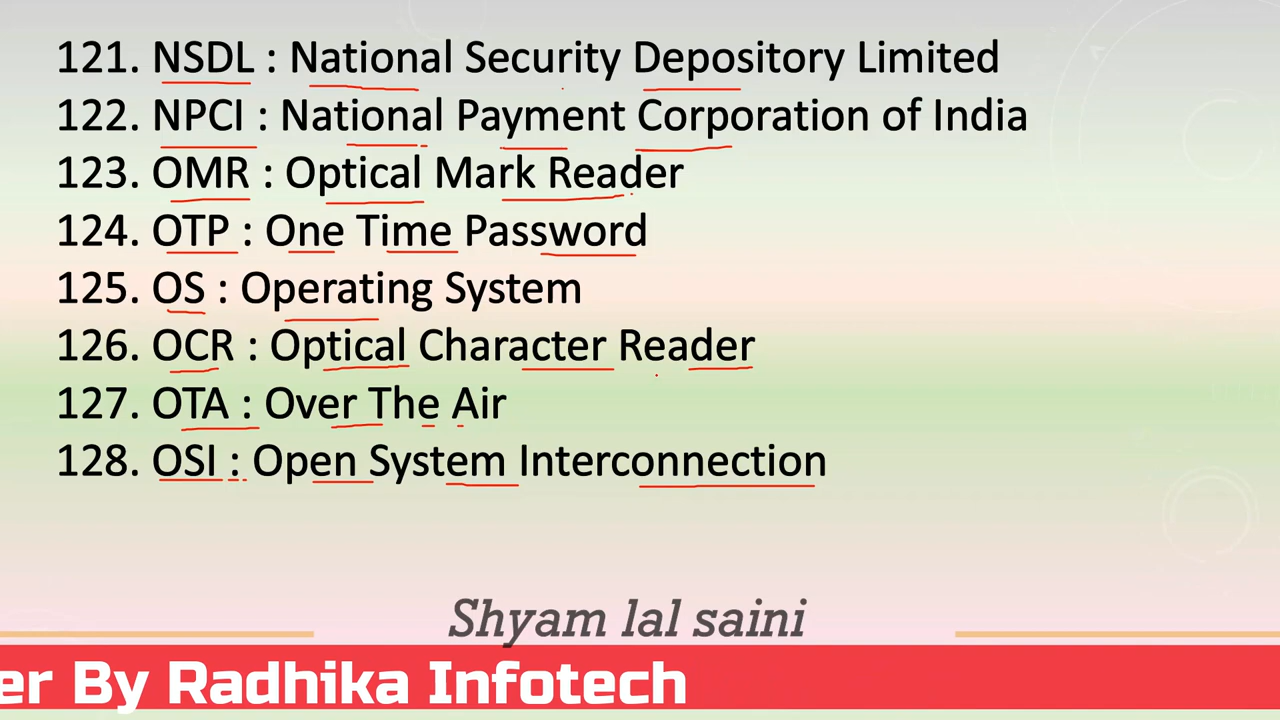 121. NSDL : National Security Depository Limited
122. NPCI : National Payment Corporation of India
123. OMR : Optical Mark Reader
124. OTP : One Time Password
125. OS : Operating System
126. OCR : Optical Character Reader
127. OTA : Over The Air
128. OSI : Open System Interconnection
Shyam lal saini
er By Radhika Infotech